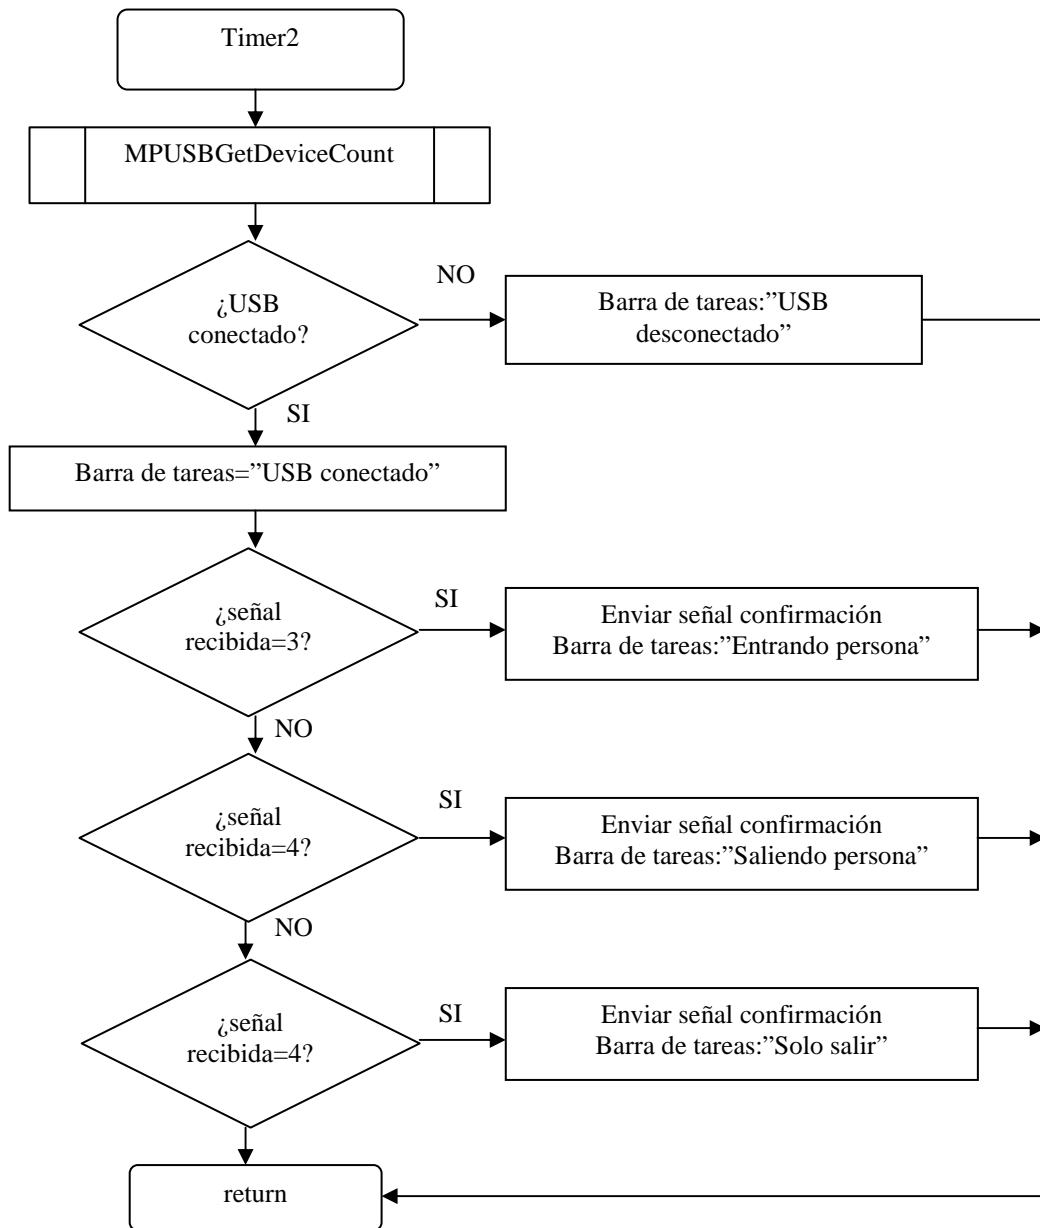 Timer2
MPUSBGetDeviceCount
¿USB
conectado?
NO
Barra de tareas:”USB
desconectado”
SI
Barra de tareas=”USB conectado”
¿señal
recibida=3?
SI
Enviar señal confirmación
Barra de tareas:”Entrando persona”
NO
¿señal
recibida=4?
SI
Enviar señal confirmación
Barra de tareas:”Saliendo persona”
NO
¿señal
recibida=4?
SI
Enviar señal confirmación
Barra de tareas:”Solo salir”
return